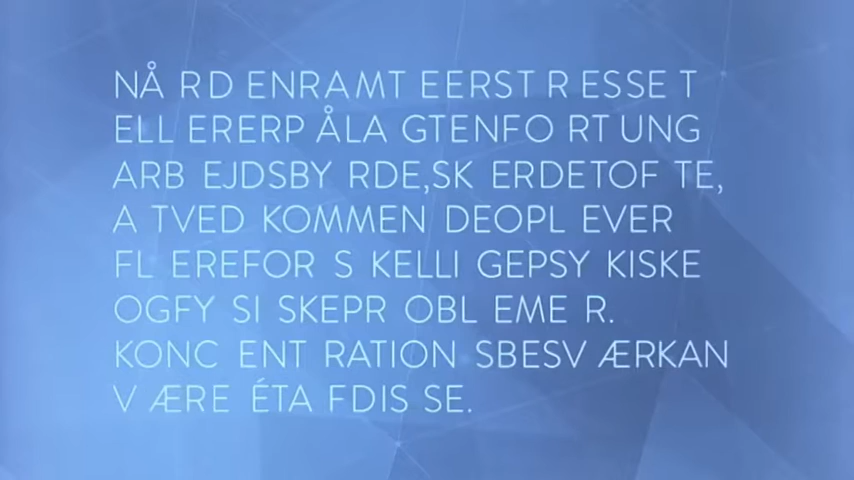 NÅ RD ENRAMT EERST R ESSE T
ELL ERERP ÅLA GTENFO RT UNG
ARB EJDSBY RDE,SK ERDETOF TE,
A TVED KOMMEN DEOPL EVER
FL EREFOR S KELLI GEPSY KISKE
OGFY SI SKEPR OBL EME R.
KONC ENT RATION SBESV ÆRKAN
V ÆRE ÉTA FDIS SE.